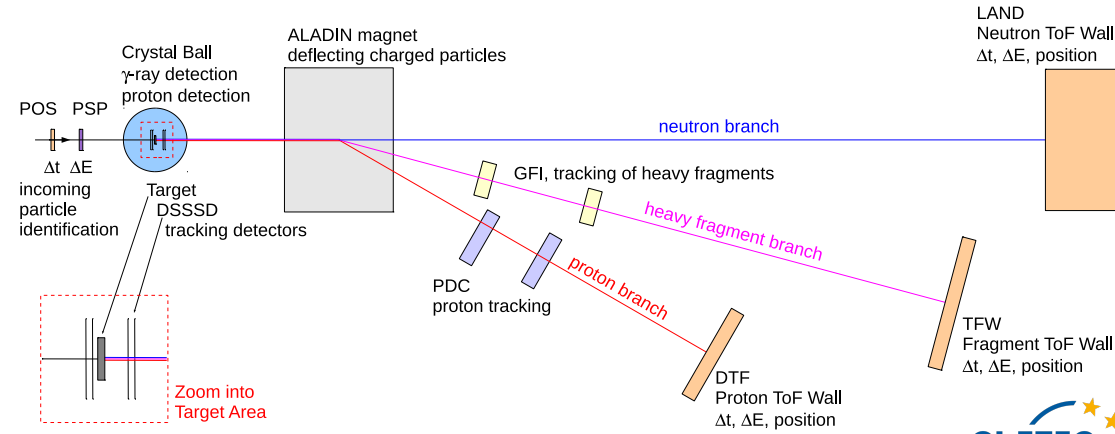 LAND
Neutron ToF Wall
Δt, ΔE, position
ALADIN magnet
deflecting charged particles
Crystal Ball
γ-ray detection
proton detection
POS PSP
Δt ΔE
incoming
particle
identification
neutron branch
GFI, tracking of heavy fragments
heavy fragment branch
Target
DSSSD
tracking detectors
PDC
proton tracking
proton branch
TFW
Fragment ToF Wall
Δt, ΔE, position
DTF
Proton ToF Wall
Δt, ΔE, position
Zoom into
Target Area